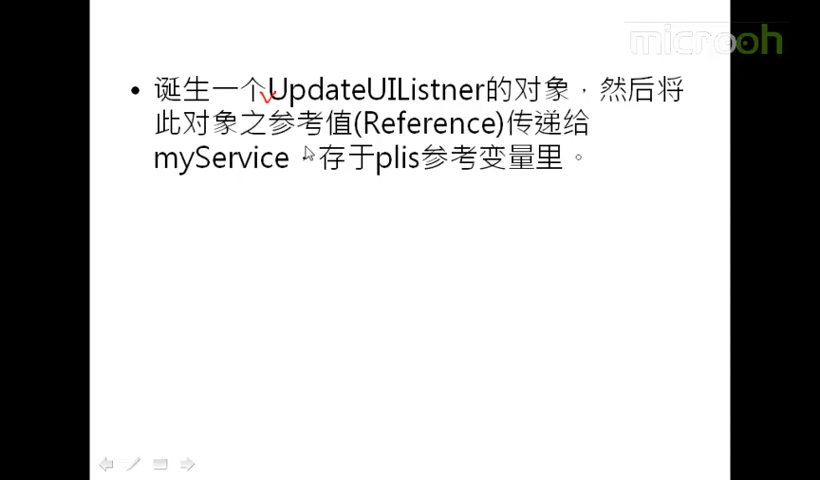 microoh
• 诞生一个UpdateUIListner的对象，然后将
此对象之参考值(Reference)传递给
myService 存于plis参考变量里。